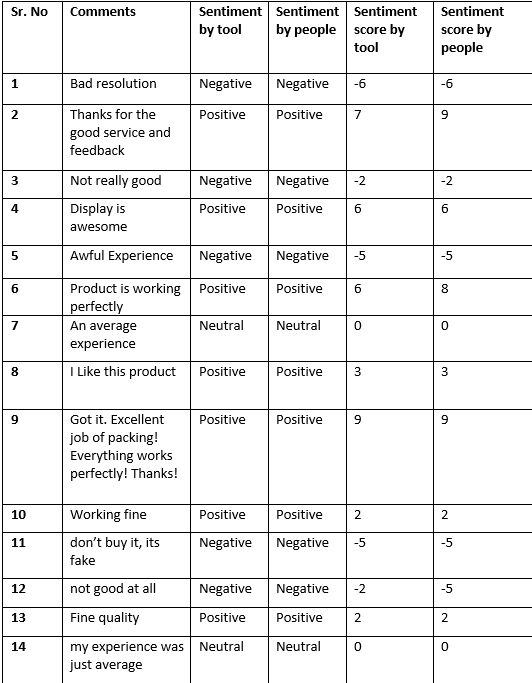 Sr. No Comments Sentiment by tool Sentiment by people Sentiment score by tool Sentiment score by people
1 Bad resolution Negative Negative -6 -6
2 Thanks for the good service and feedback Positive Positive 7 9
3 Not really good Negative Negative -2 -2
4 Display is awesome Positive Positive 6 6
5 Awful Experience Negative Negative -5 -5
6 Product is working perfectly Positive Positive 6 8
7 An average experience Neutral Neutral 0 0
8 I Like this product Positive Positive 3 3
9 Got it. Excellent job of packing! Everything works perfectly! Thanks! Positive Positive 9 9
10 Working fine Positive Positive 2 2
11 don’t buy it, its fake Negative Negative -5 -5
12 not good at all Negative Negative -2 -5
13 Fine quality Positive Positive 2 2
14 my experience was just average Neutral Neutral 0 0